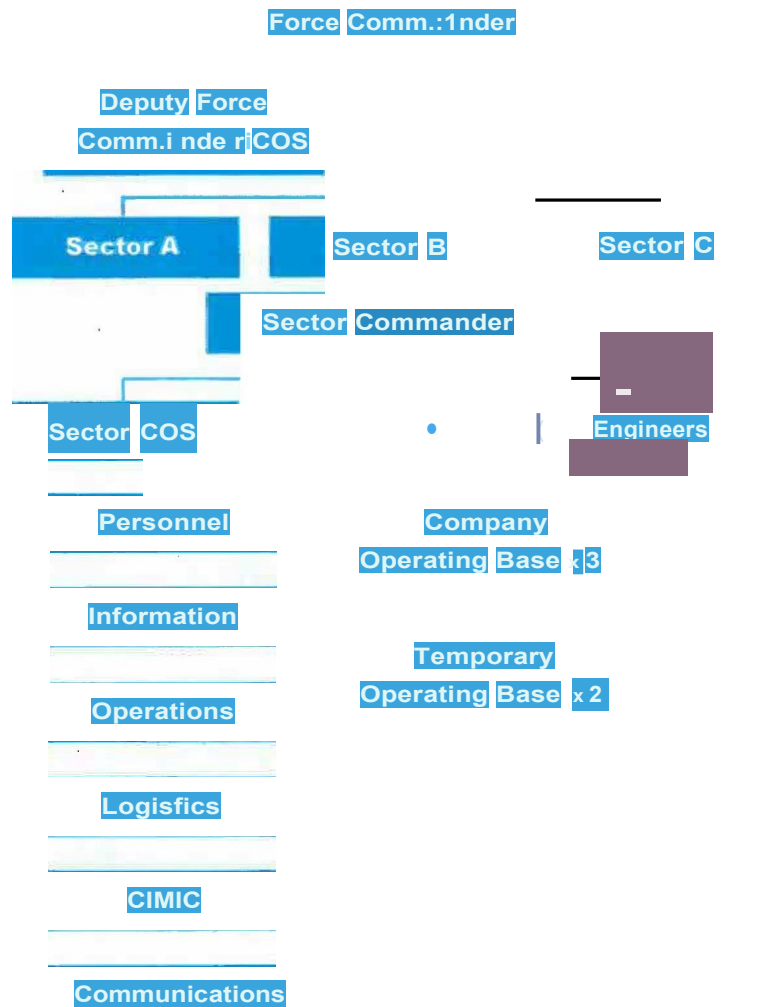 Force Comm.:1nder
Deputy Force
Comm.i nde riCOS
Sector A
Sector B
Sector C
Sector Commander
Sector COS
Engineers
Personnel
Company
Operating Base x 3
Information
Temporary
Operating Base x 2
Operations
Logisfics
CIMIC
Communications